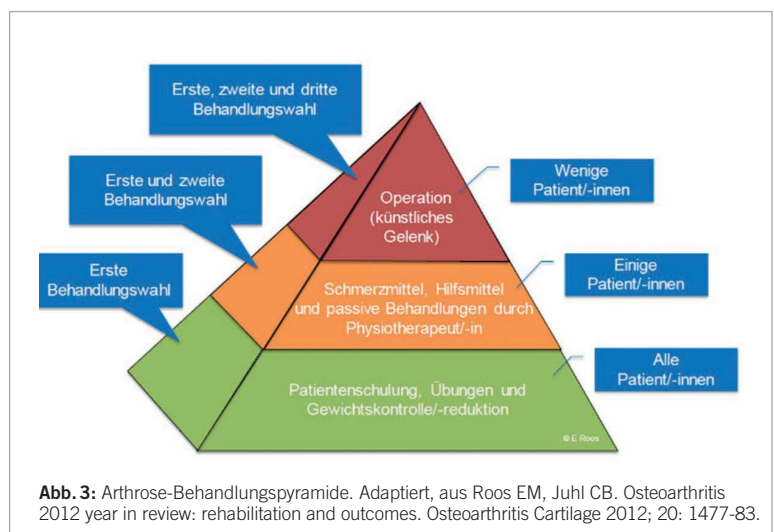 Erste, zweite und dritte
Behandlungswahl
Erste und zweite
Behandlungswahl
Erste
Behandlungswahl
Operation
(künstliches
Gelenk)
Schmerzmittel, Hilfsmittel
und passive Behandlungen durch
Physiotherapeut/-in
Patientenschulung, Übungen und
Gewichtskontrolle/-reduktion
Wenige
Patient/-innen
Einige
Patient/-innen
Alle
Patient/-innen
© E Roos
Abb. 3: Arthrose-Behandlungspyramide. Adaptiert, aus Roos EM, Juhl CB. Osteoarthritis
2012 year in review: rehabilitation and outcomes. Osteoarthritis Cartilage 2012; 20: 1477-83.